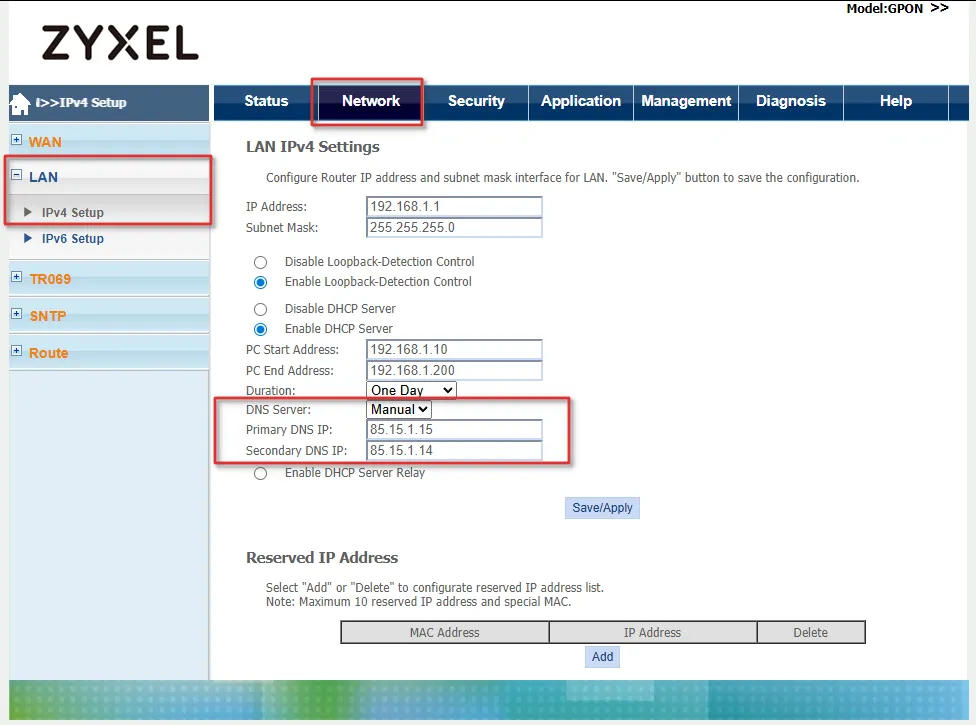 Model:GPON >>
ZYXEL
>>IPv4 Setup
Status Network Security Application Management Diagnosis Help
WAN
LAN
IPv4 Setup
IPv6 Setup
TR069
SNTP
Route
LAN IPv4 Settings
Configure Router IP address and subnet mask interface for LAN. "Save/Apply" button to save the configuration.
IP Address: 192.168.1.1
Subnet Mask: 255.255.255.0
Disable Loopback-Detection Control
Enable Loopback-Detection Control
Disable DHCP Server
Enable DHCP Server
PC Start Address: 192.168.1.10
PC End Address: 192.168.1.200
Duration: One Day
DNS Server: Manual
Primary DNS IP: 85.15.1.15
Secondary DNS IP: 85.15.1.14
Enable DHCP Server Relay
Save/Apply
Reserved IP Address
Select "Add" or "Delete" to configurate reserved IP address list.
Note: Maximum 10 reserved IP address and special MAC.
MAC Address IP Address Delete
Add